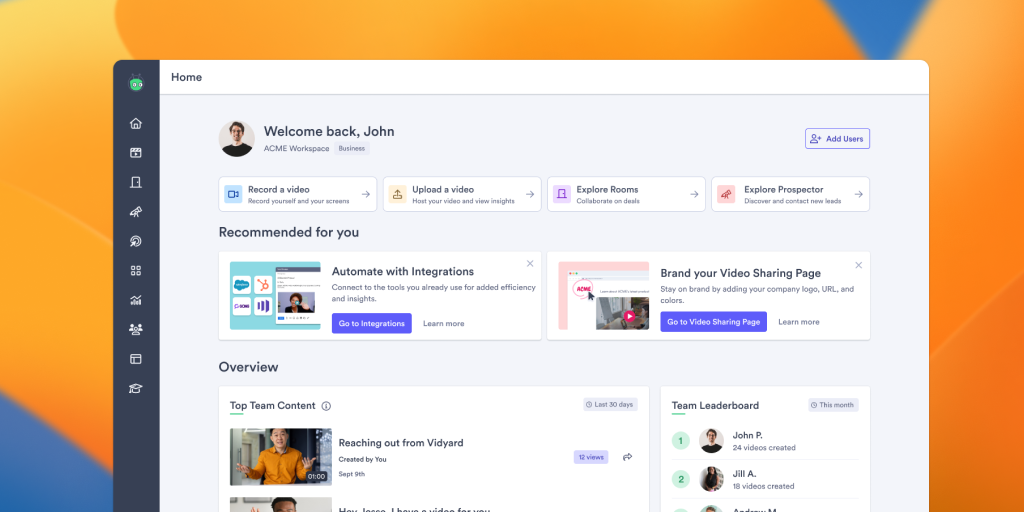 Home
Welcome back, John
ACME Workspace Business
Add Users
Record a video
Record yourself and your screens
Upload a video
Host your video and view insights
Explore Rooms
Collaborate on deals
Explore Prospector
Discover and contact new leads
Recommended for you
Automate with Integrations
Connect to the tools you already use for added efficiency
and insights.
Go to Integrations Learn more
ACME
Brand your Video Sharing Page
Stay on brand by adding your company logo, URL, and
colors.
Go to Video Sharing Page Learn more
Overview
Top Team Content
Last 30 days
01:00
Reaching out from Vidyard
Created by You
Sept 9th
12 views
Hey Jesse, I have a video for you
Team Leaderboard
This month
1
John P.
24 videos created
2
Jill A.
18 videos created
Andrew M.